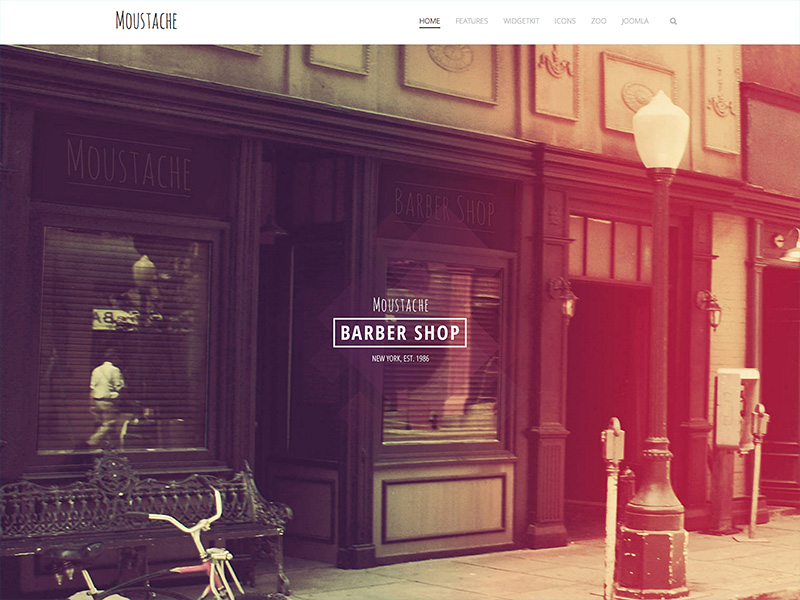 Moustache
HOME FEATURES WIDGETKIT ICONS ZOO JOOMLA
Moustache
Barber Shop
Moustache
BARBER SHOP
NEW YORK, EST. 1986